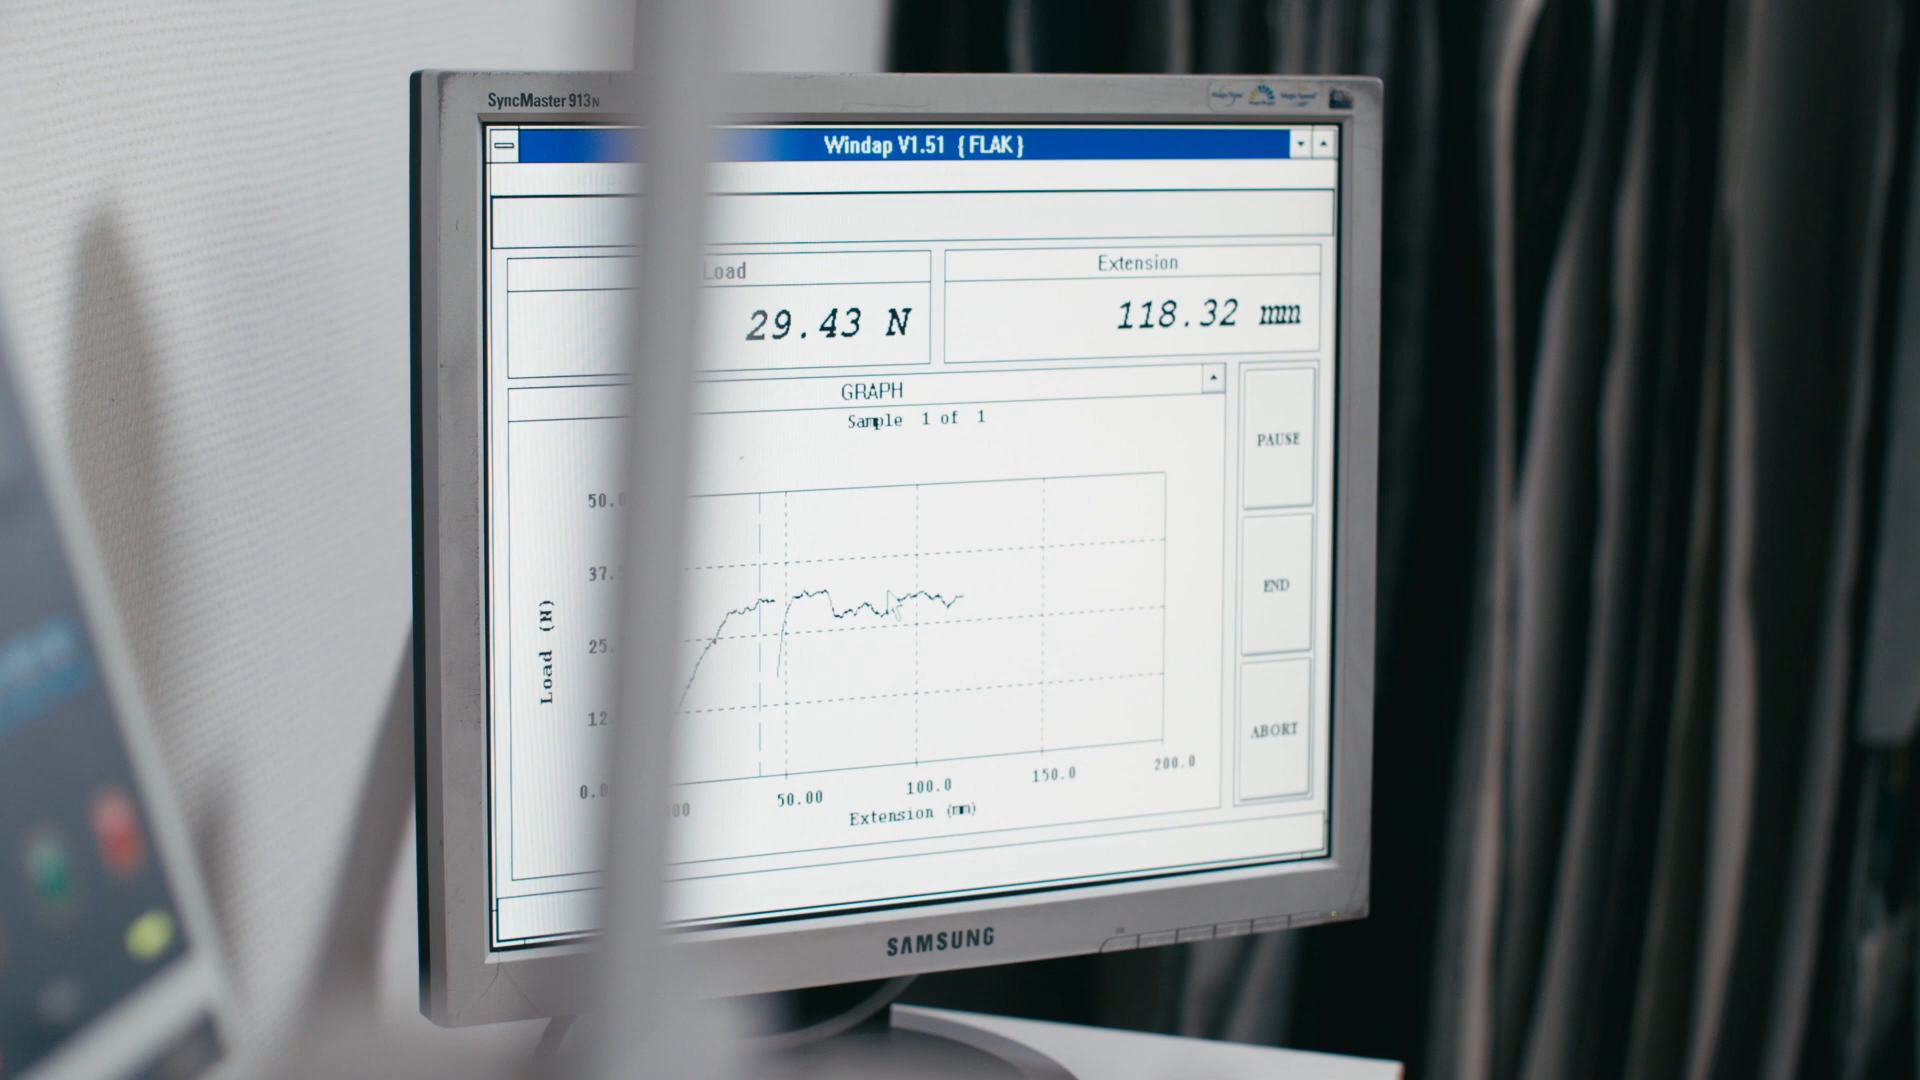 SyncMaster 913N
Windap V1.51 {FLAK}
Load
Extension
29.43 N
118.32 mm
GRAPH
Sample 1 of 1
PAUSE
END
ABORT
50.0
37.
25.
12.
0.0
Load (N)
00
50.00
100.0
150.0
200.0
Extension (mm)
SAMSUNG